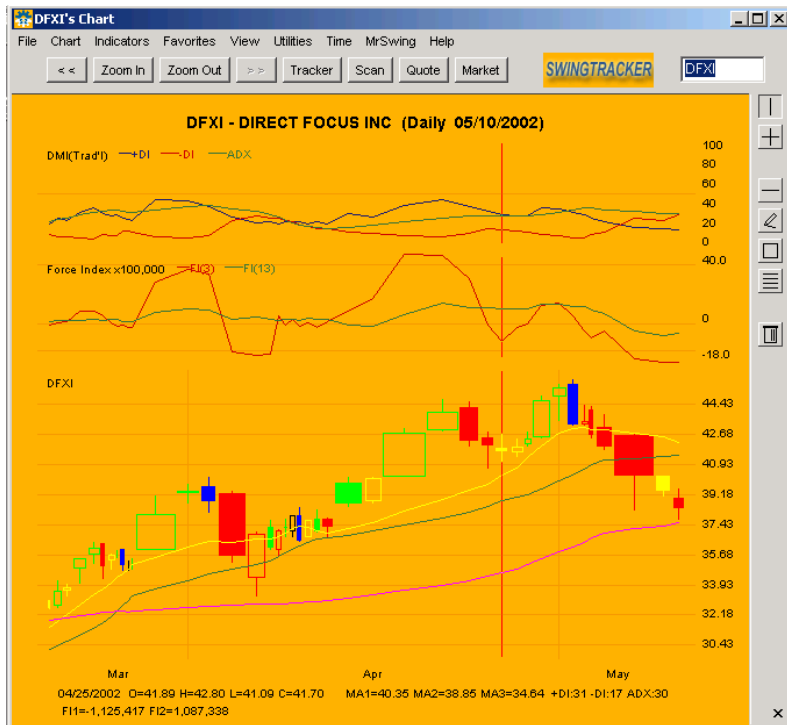 DFXI's Chart
File Chart Indicators Favorites View Utilities Time MrSwing Help
<< Zoom In Zoom Out >> Tracker Scan Quote Market SWINGTRACKER DFXI
DFXI - DIRECT FOCUS INC (Daily 05/10/2002)
DMI(Trad'l) +DI -DI ADX
100
80
60
40
20
0
Force Index x100,000 FI(3) FI(13)
40.0
0
-18.0
DFXI
44.43
42.68
40.93
39.18
37.43
35.68
33.93
32.18
30.43
Mar Apr May
04/25/2002 O=41.89 H=42.80 L=41.09 C=41.70 MA1=40.35 MA2=38.85 MA3=34.64 +DI:31 -DI:17 ADX:30
FI1=-1,125,417 FI2=1,087,338